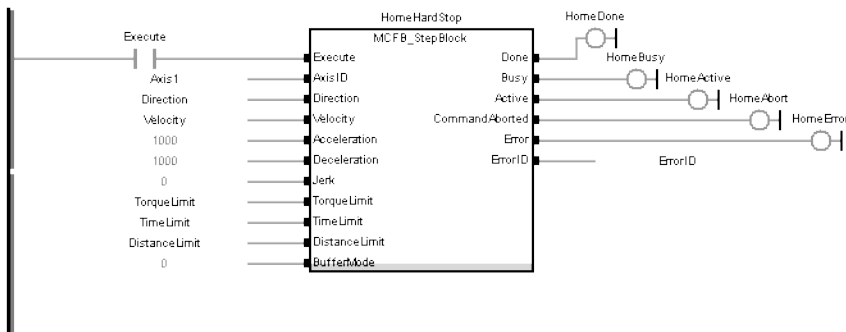 HomeHardStop
HomeDone
Execute
MCFB_StepBlock
Execute
Done
HomeBusy
Axis1
AxisID
Busy
HomeActive
Direction
Direction
Active
HomeAbort
Velocity
Velocity
CommandAborted
HomeError
1000
Acceleration
Error
1000
Deceleration
ErrorID
ErrorID
0
Jerk
TorqueLimit
TorqueLimit
TimeLimit
TimeLimit
DistanceLimit
DistanceLimit
0
BufferMode